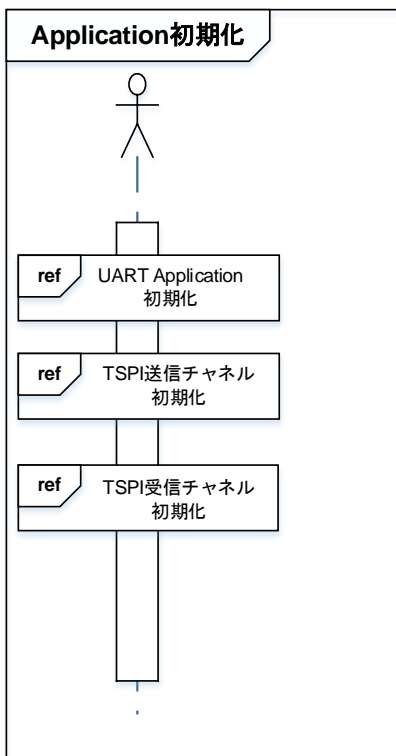 Application初期化
ref
UART Application
初期化
ref
TSPI送信チャネル
初期化
ref
TSPI受信チャネル
初期化